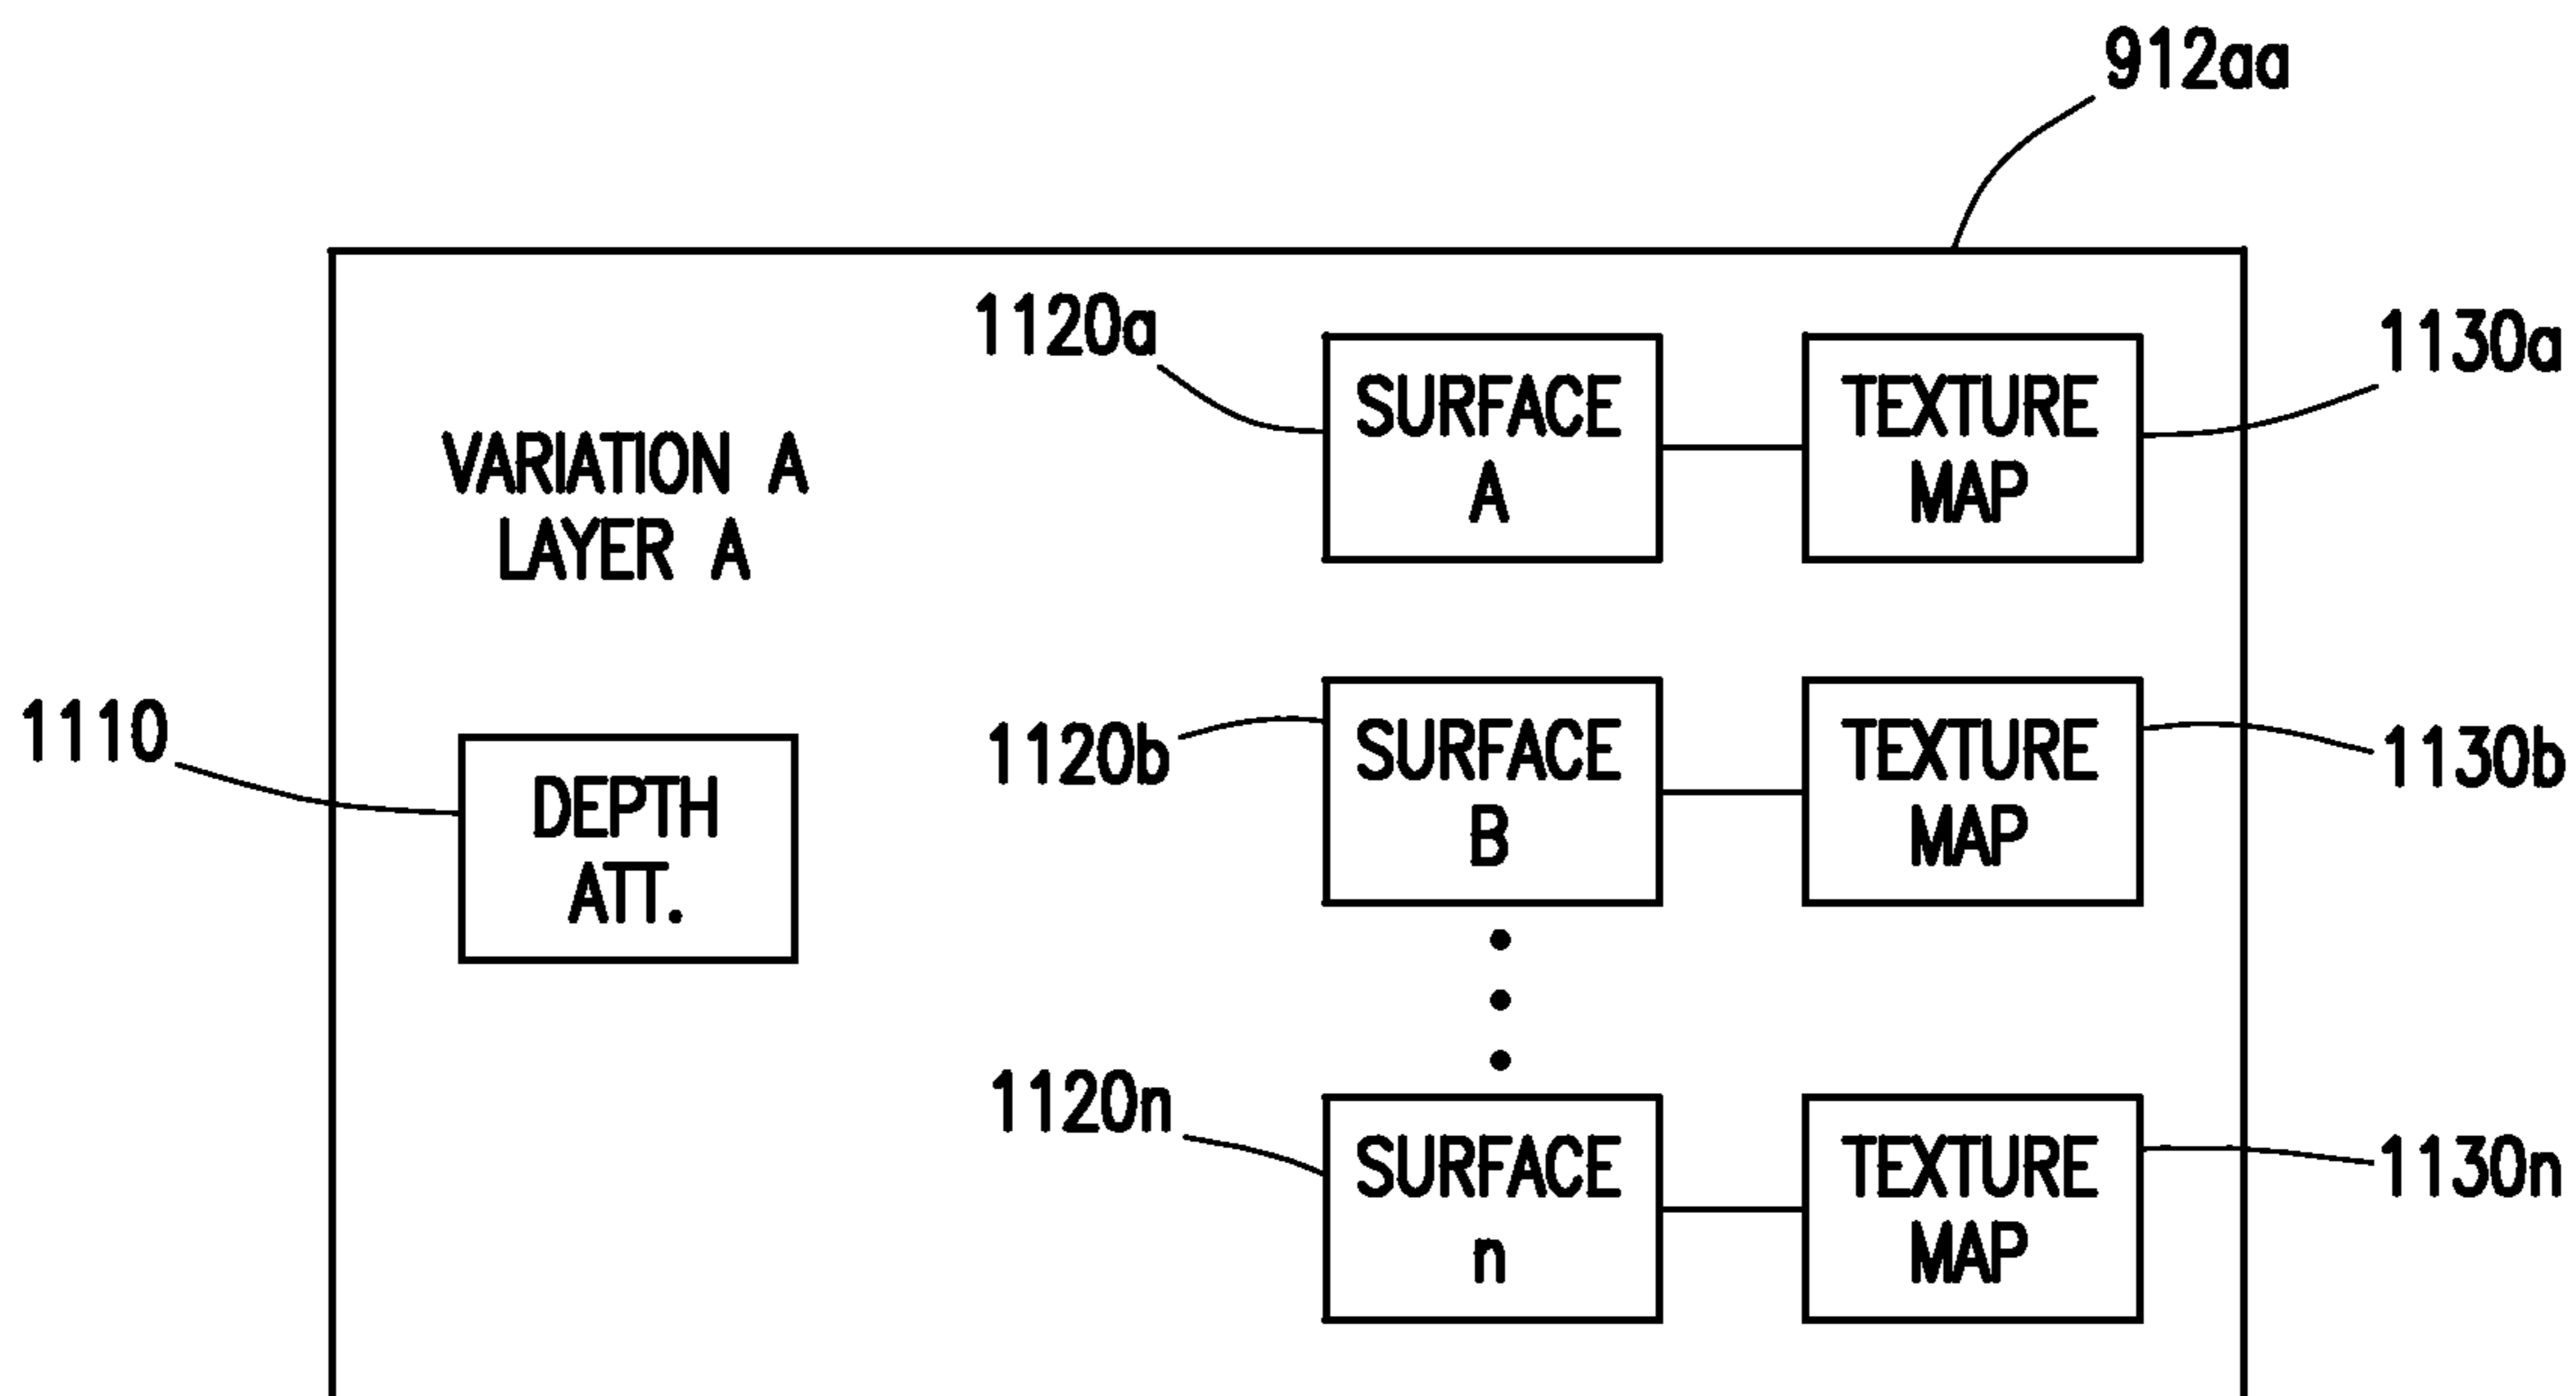 912aa
1120a
SURFACE
A
TEXTURE
MAP
1130a
VARIATION A
LAYER A
1110
DEPTH
ATT.
1120b
SURFACE
B
TEXTURE
MAP
1130b
1120n
SURFACE
n
TEXTURE
MAP
1130n